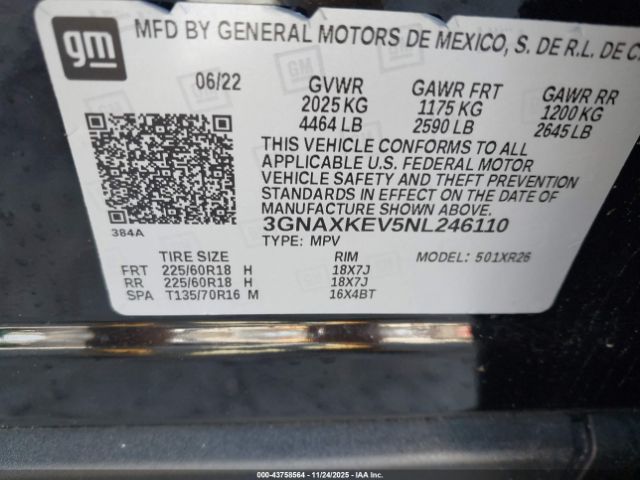 gm
MFD BY GENERAL MOTORS DE MEXICO, S. DE R.L. DE
06/22 GVWR GAWR FRT GAWR RR
2025 KG 1175 KG 1200 KG
4464 LB 2590 LB 2645 LB
THIS VEHICLE CONFORMS TO ALL
APPLICABLE U.S. FEDERAL MOTOR
VEHICLE SAFETY AND THEFT PREVENTION
STANDARDS IN EFFECT ON THE DATE OF
MANUFACTURE SHOWN ABOVE.
384A
3GNAXKEV5NL246110
TYPE: MPV MODEL: 501XR26
TIRE SIZE RIM
FRT 225/60R18 H 18X7J
RR 225/60R18 H 18X7J
SPA T135/70R16 M 16X4BT
000-43758564 - 11/24/2025 - IAAI.COM